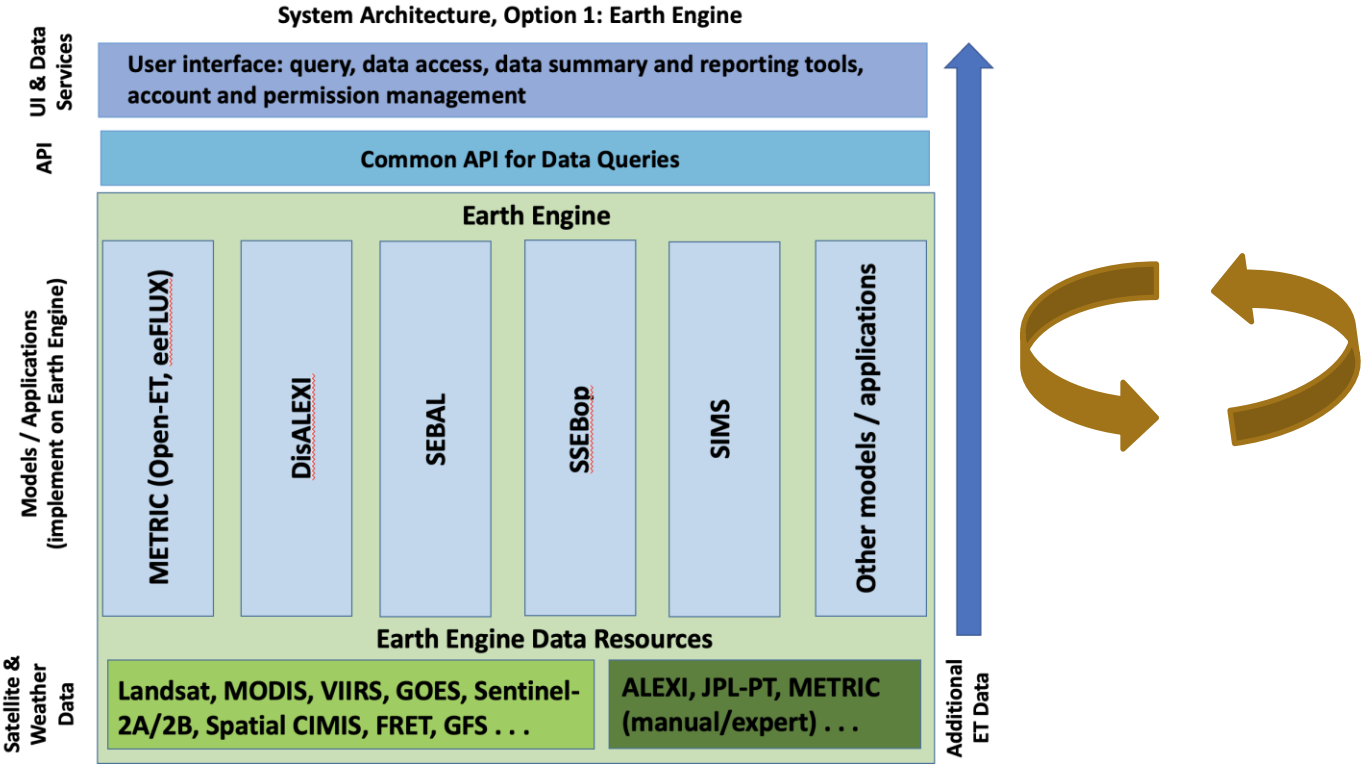 System Architecture, Option 1: Earth Engine
UI & Data
Services
User interface: query, data access, data summary and reporting tools,
account and permission management
API
Common API for Data Queries
Earth Engine
Models / Applications
(implement on Earth Engine)
METRIC (Open-ET, eeFLUX)
DisALEXI
SEBAL
SSEBop
SIMS
Other models / applications
Earth Engine Data Resources
Satellite &
Weather
Data
Landsat, MODIS, VIIRS, GOES, Sentinel-
2A/2B, Spatial CIMIS, FRET, GFS . . .
ALEXI, JPL-PT, METRIC
(manual/expert) . . .
Additional
ET Data